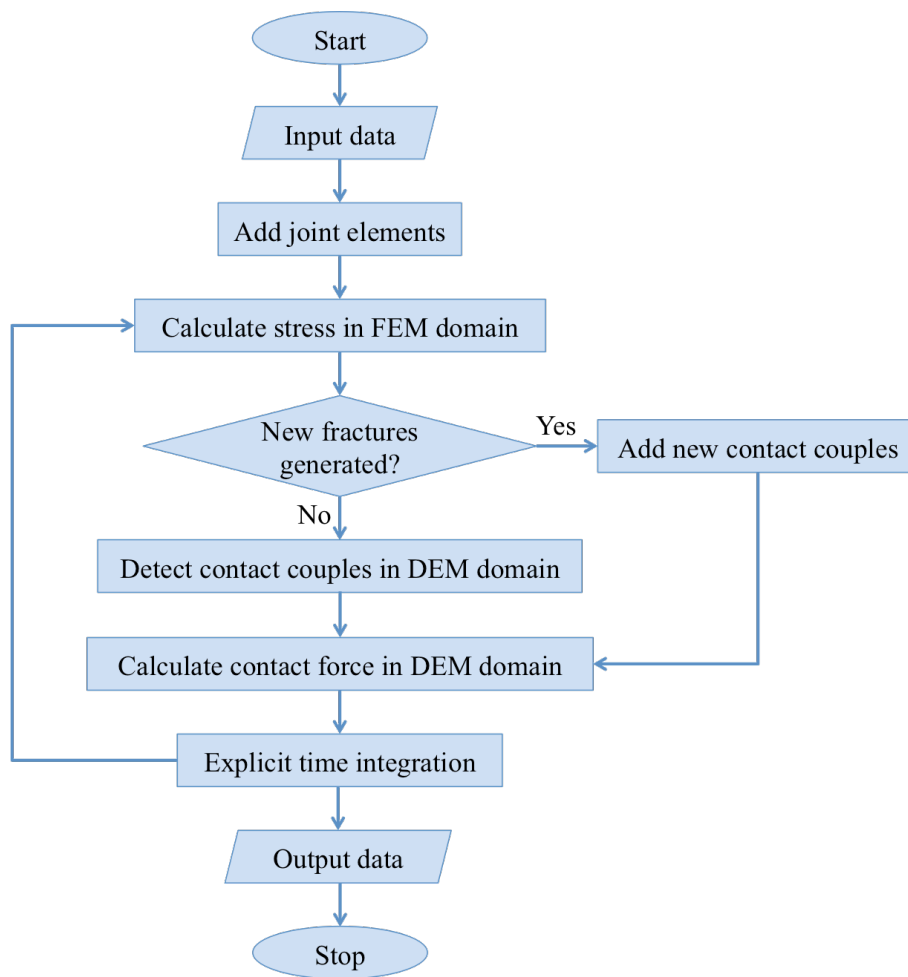 Start
Input data
Add joint elements
Calculate stress in FEM domain
New fractures
generated?
Yes
Add new contact couples
No
Detect contact couples in DEM domain
Calculate contact force in DEM domain
Explicit time integration
Output data
Stop